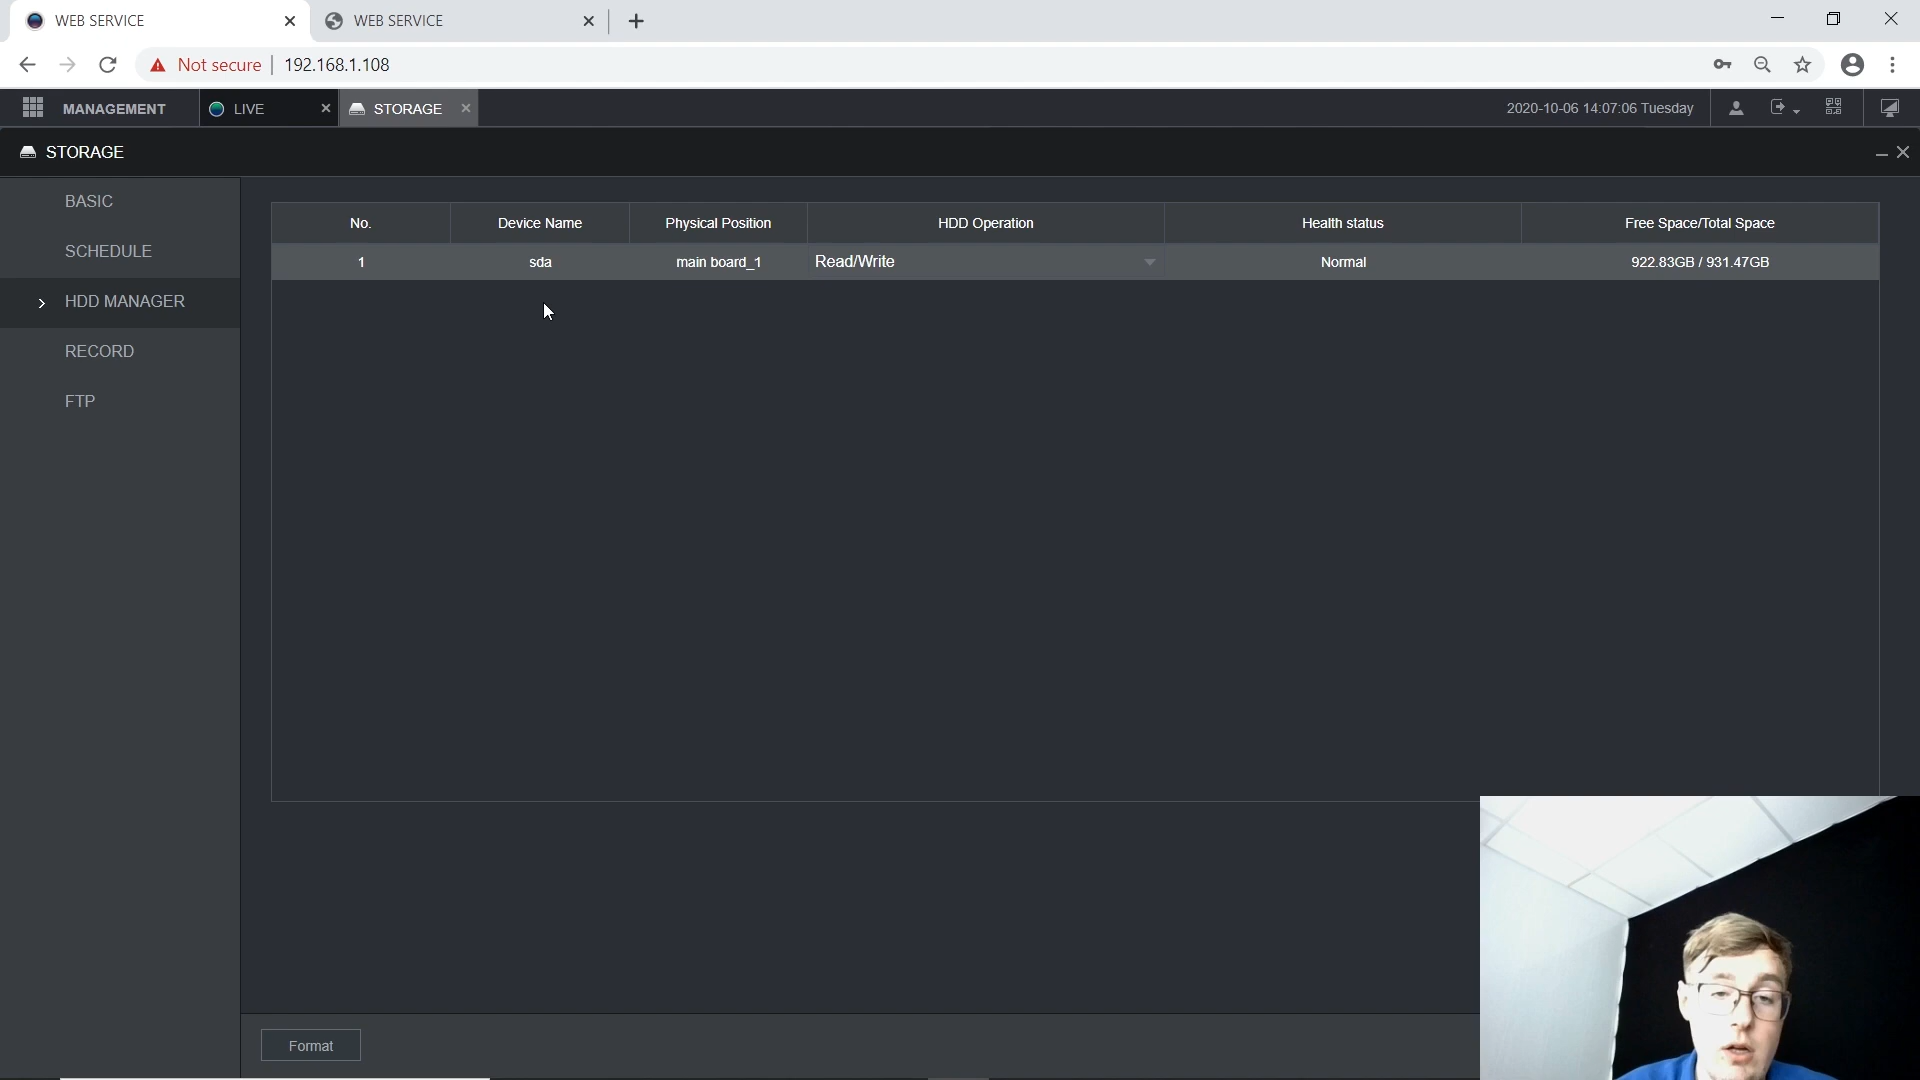 WEB SERVICE
WEB SERVICE
Not secure
192.168.1.108
MANAGEMENT
LIVE
STORAGE
2020-10-06 14:07:06 Tuesday
STORAGE
BASIC
SCHEDULE
HDD MANAGER
RECORD
FTP
No. Device Name Physical Position HDD Operation Health status Free Space/Total Space
1 sda main board_1 Read/Write Normal 922.83GB / 931.47GB
Format